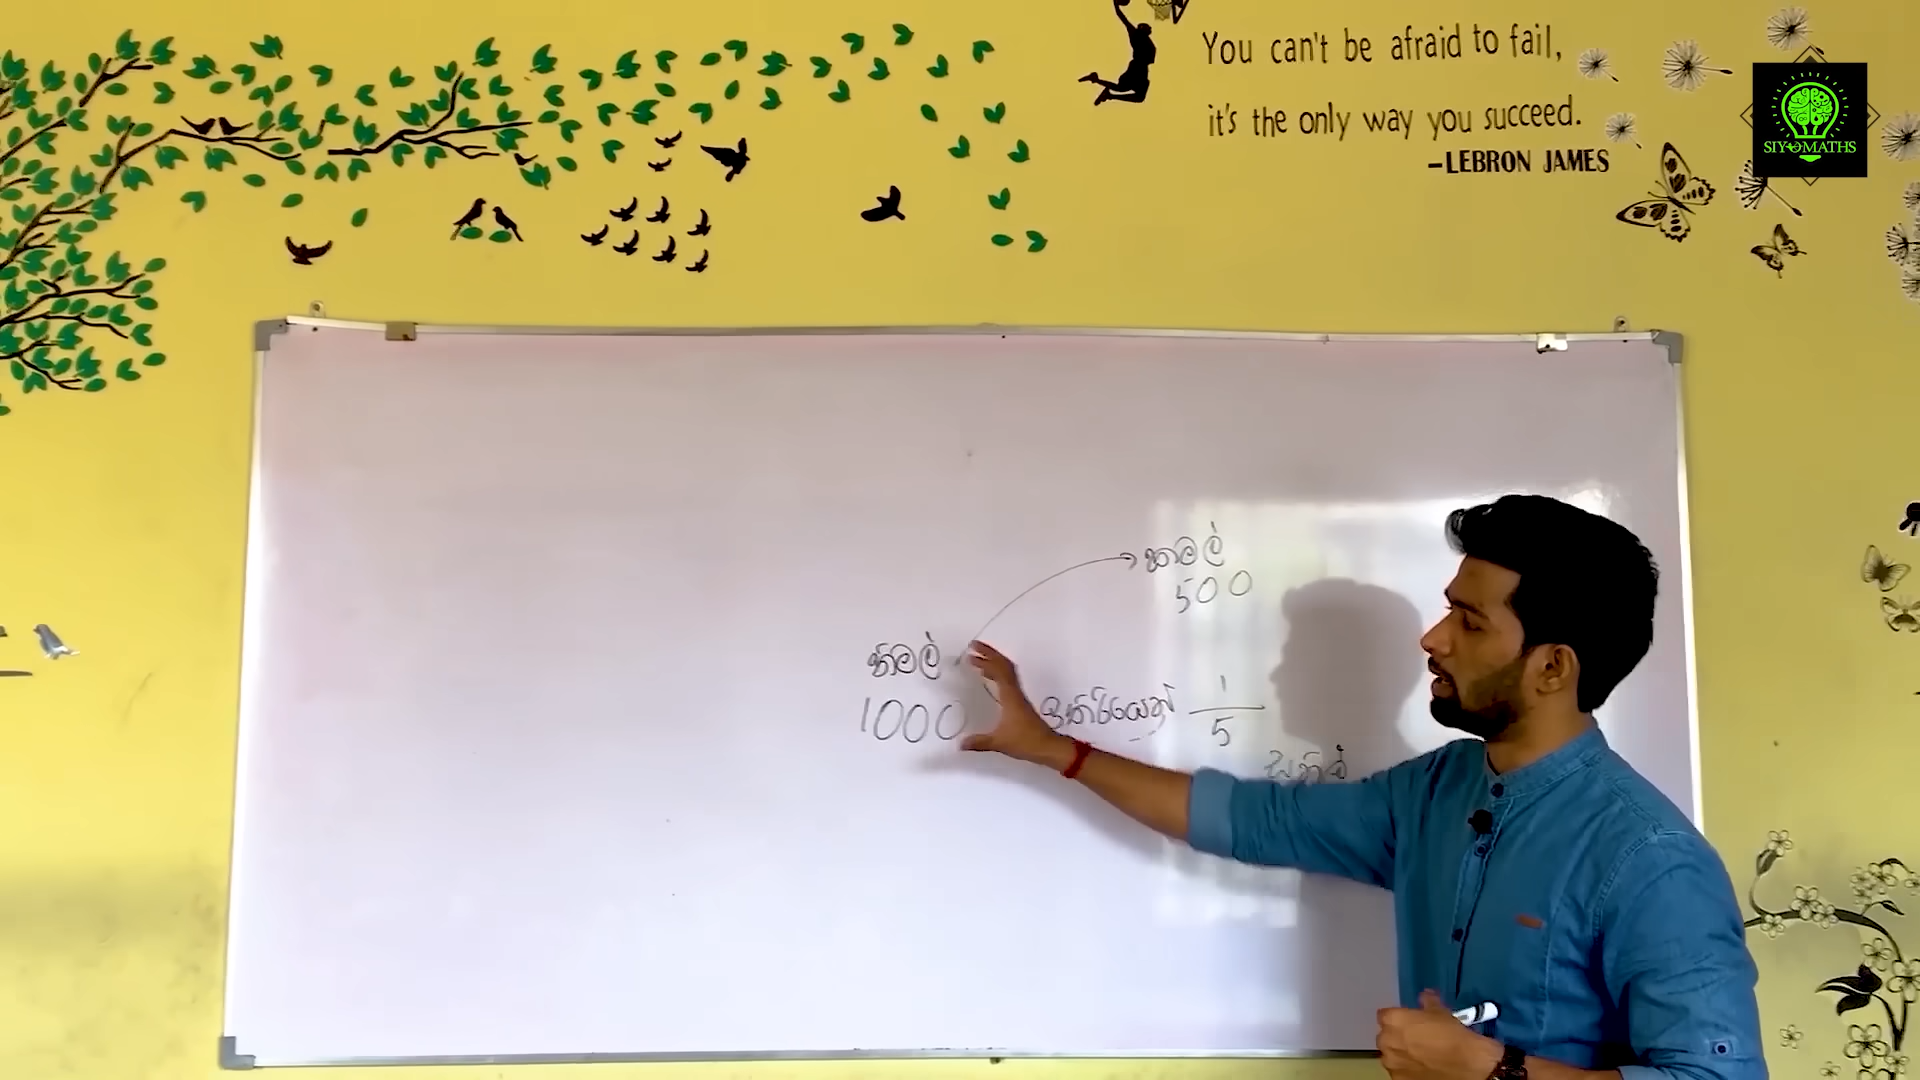 You can't be afraid to fail,
it's the only way you succeed.
–LEBRON JAMES
SIYOMATHS
කමල්
500
නිමල්
1000
ඉතිරියෙන් 1/5
සුනිල්